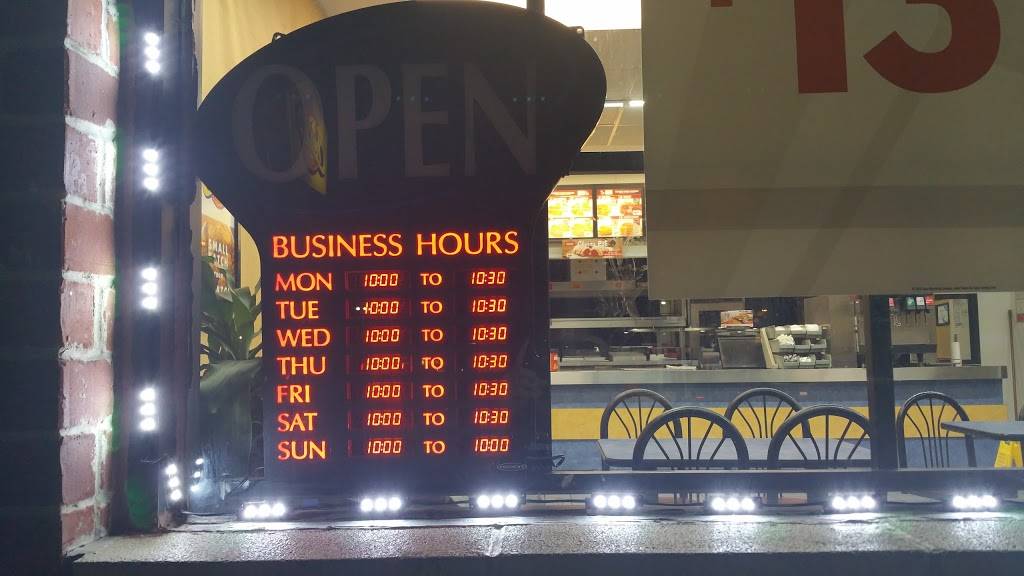 OPEN
13
BUSINESS HOURS
MON 10:00 TO 10:30
TUE 10:00 TO 10:30
WED 10:00 TO 10:30
THU 10:00 TO 10:30
FRI 10:00 TO 10:30
SAT 10:00 TO 10:30
SUN 10:00 TO 10:00
SMALL